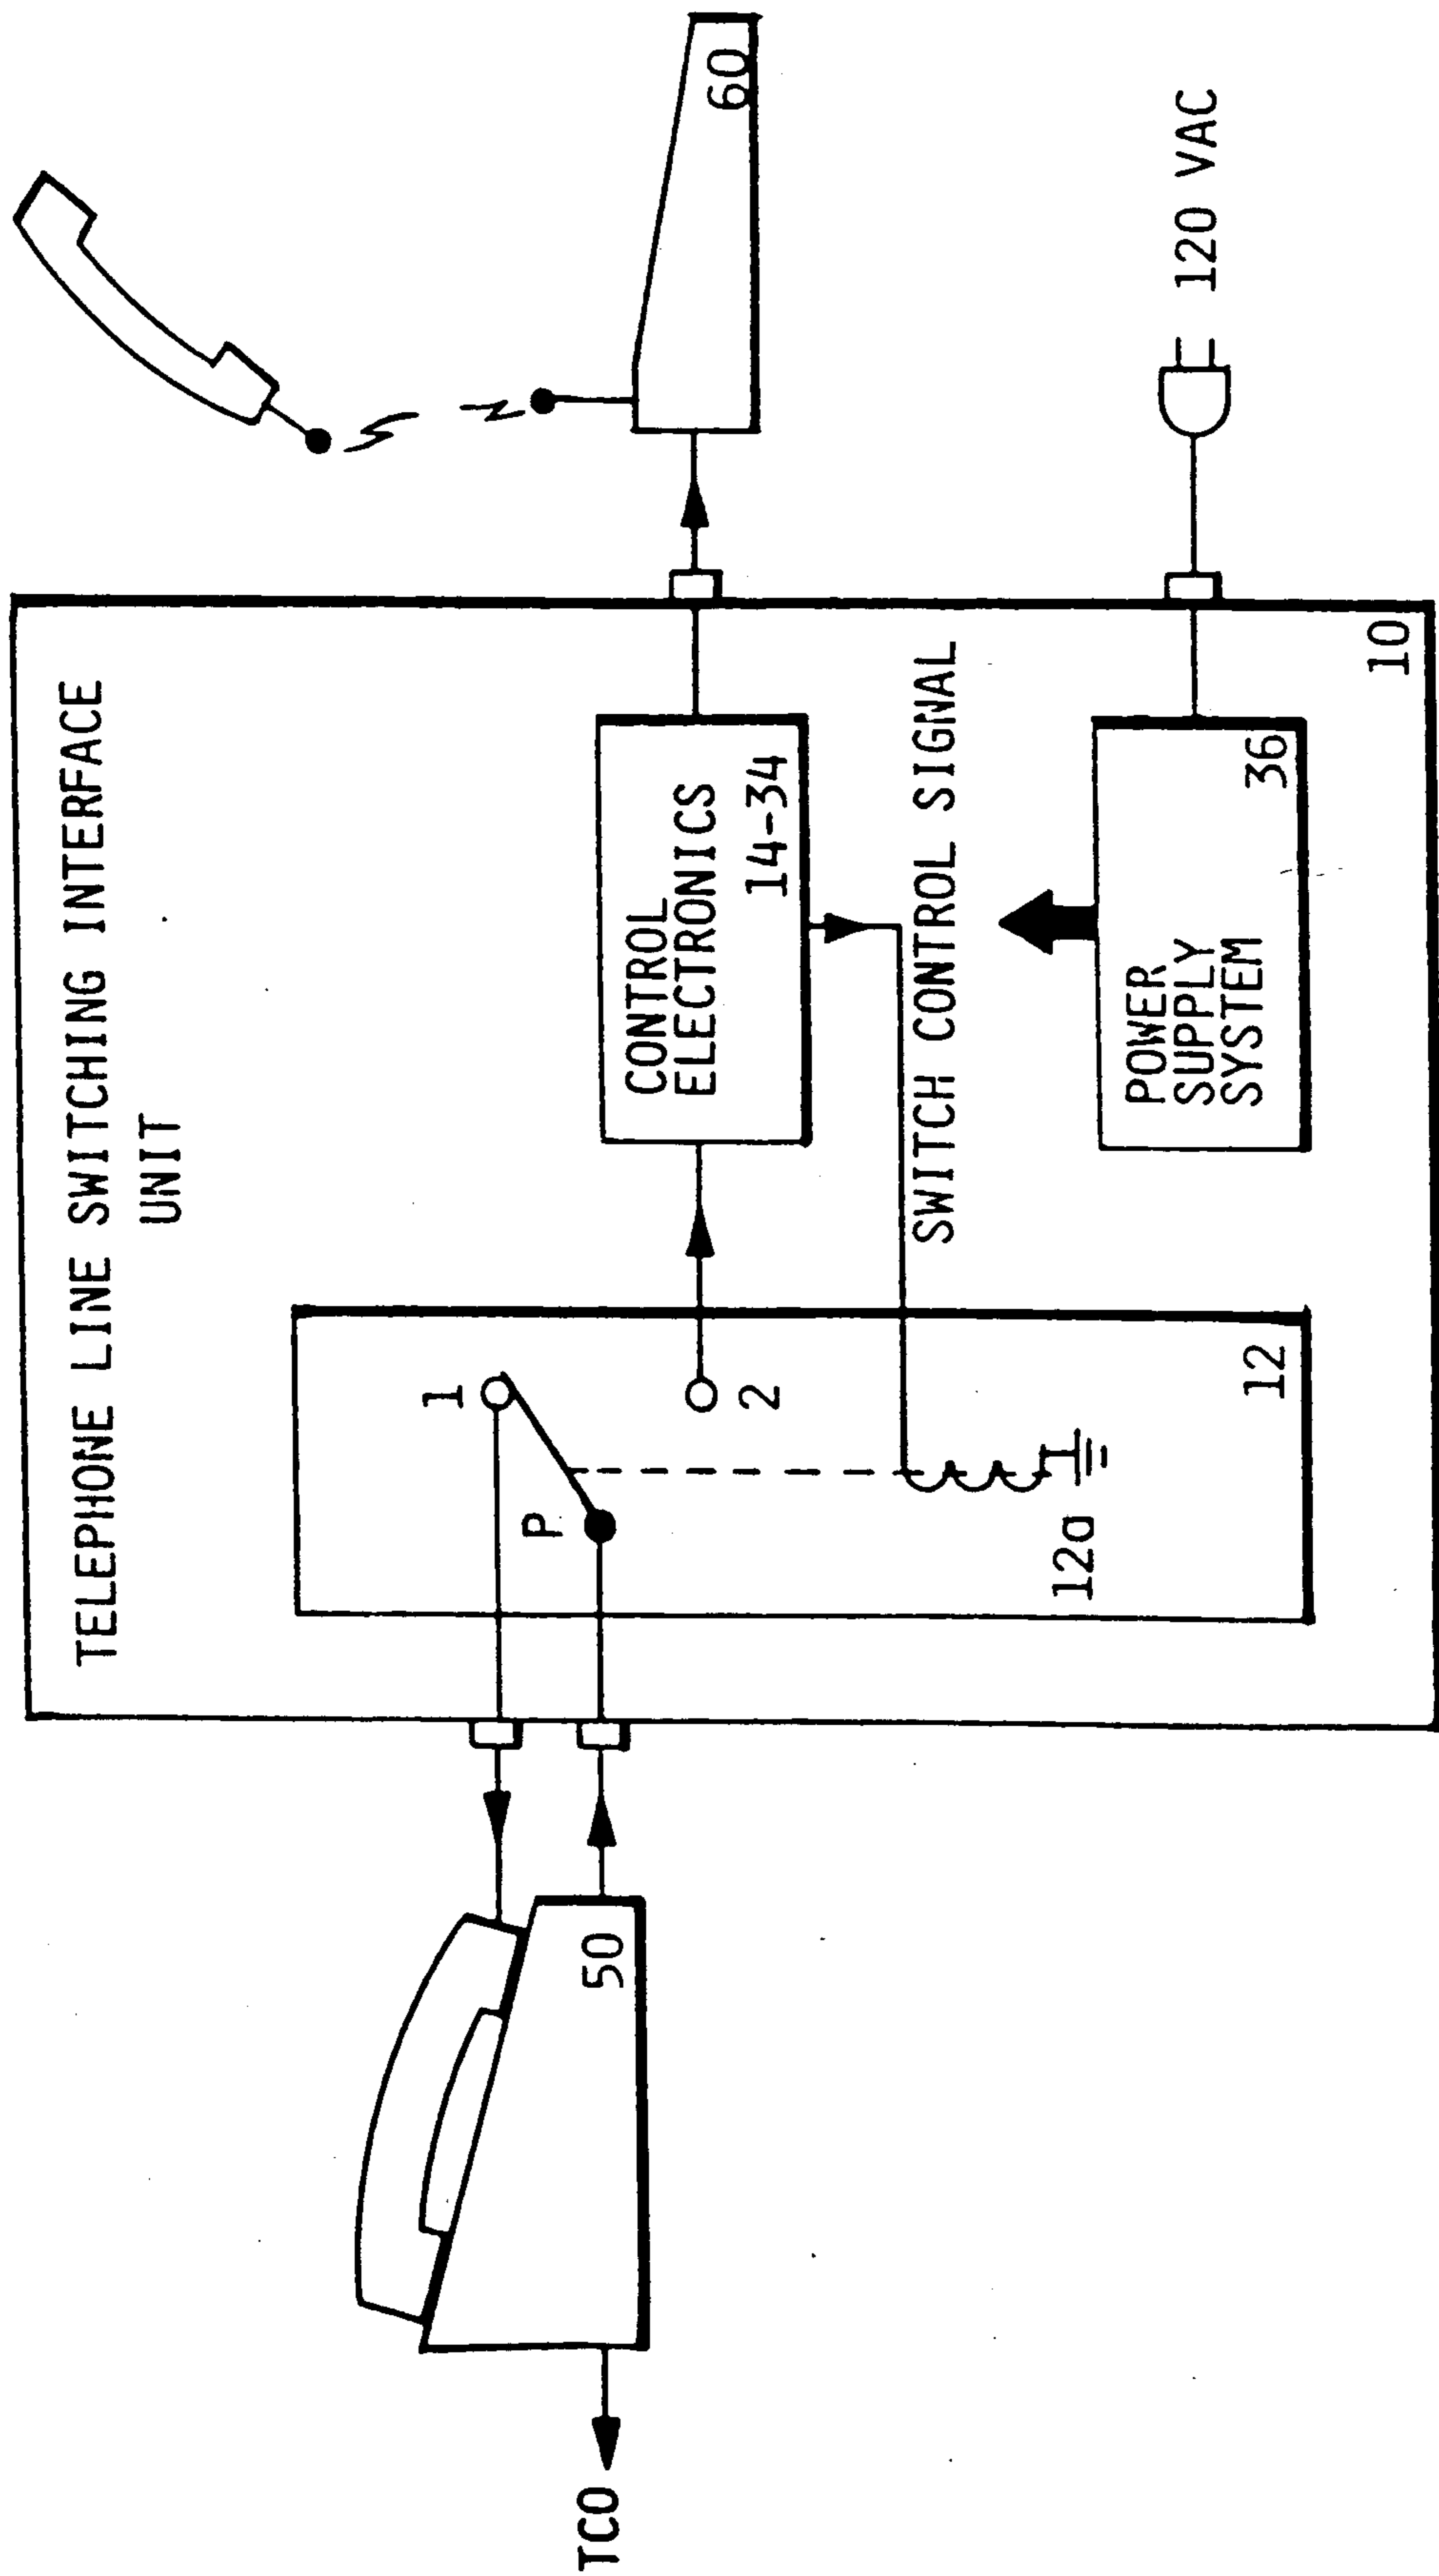 TELEPHONE LINE SWITCHING INTERFACE
UNIT
TCO
50
P
1
2
12a
12
CONTROL
ELECTRONICS
14-34
SWITCH CONTROL SIGNAL
POWER
SUPPLY
SYSTEM
36
10
60
120 VAC